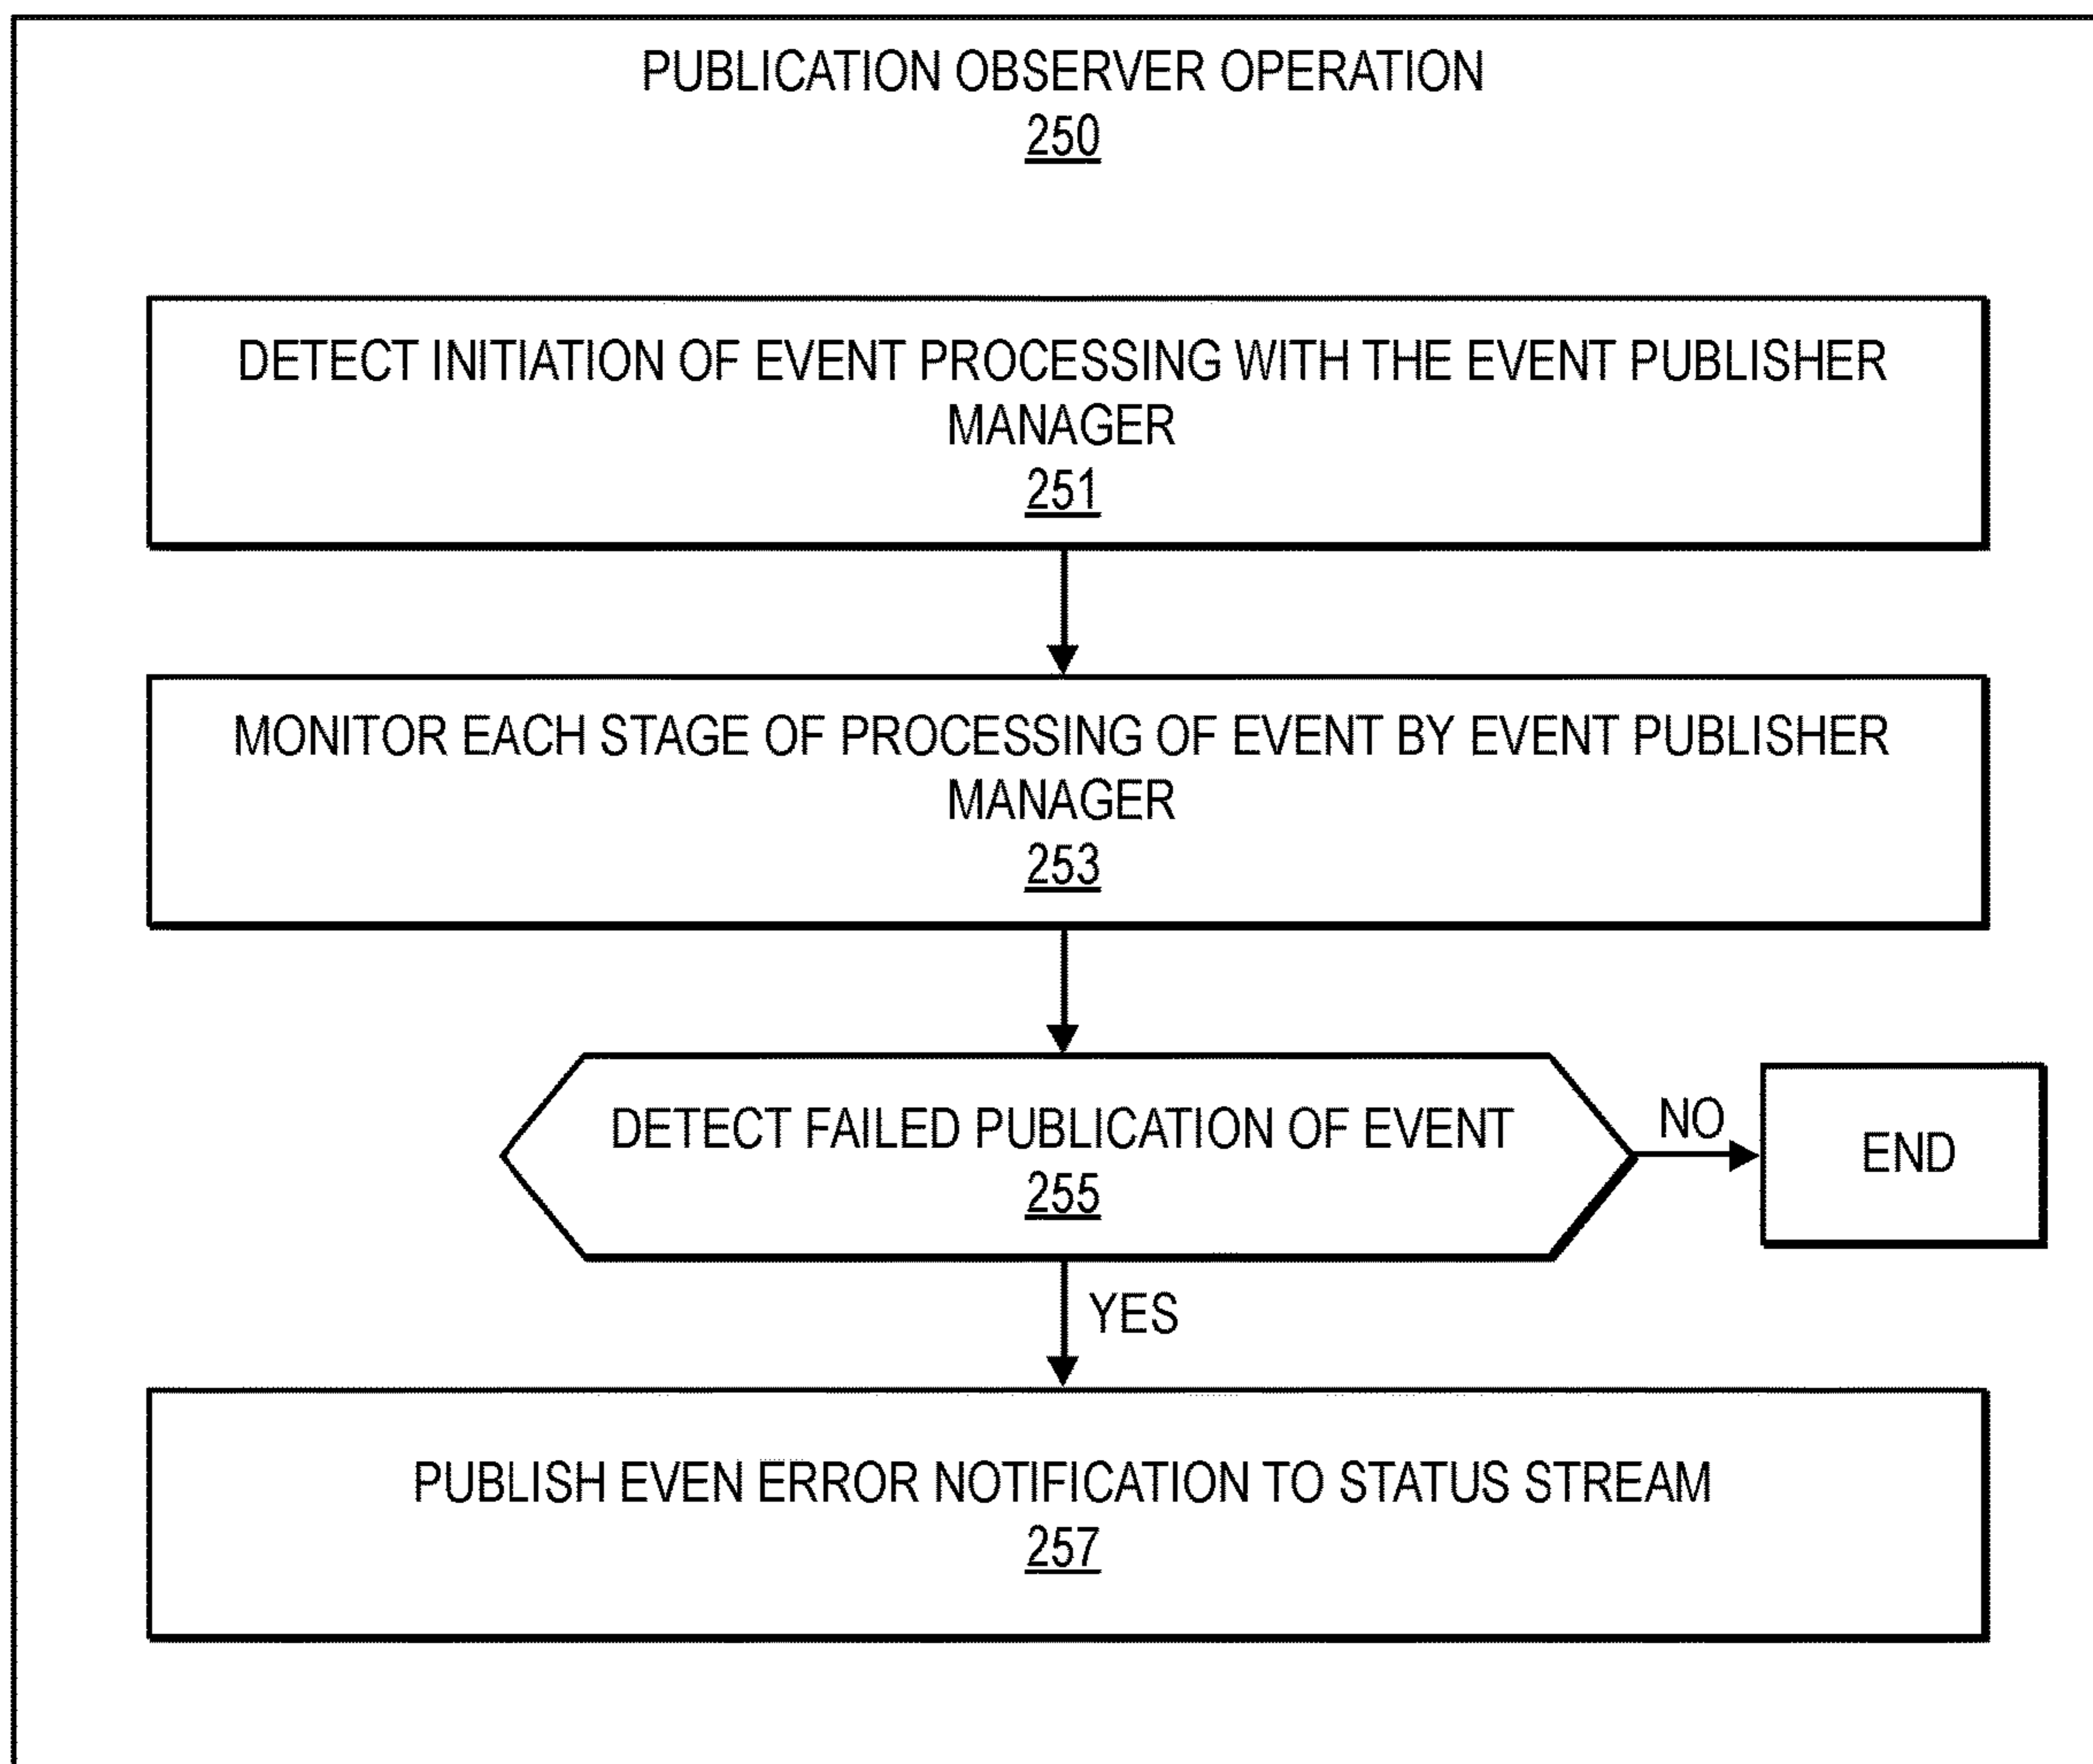 PUBLICATION OBSERVER OPERATION
250
DETECT INITIATION OF EVENT PROCESSING WITH THE EVENT PUBLISHER
MANAGER
251
MONITOR EACH STAGE OF PROCESSING OF EVENT BY EVENT PUBLISHER
MANAGER
253
DETECT FAILED PUBLICATION OF EVENT
255
NO
END
YES
PUBLISH EVEN ERROR NOTIFICATION TO STATUS STREAM
257